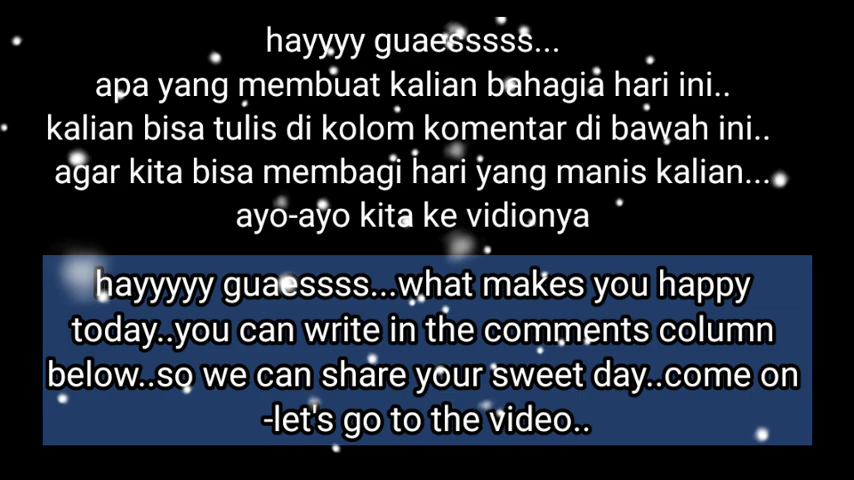 hayyyy guaesssss...
apa yang membuat kalian bahagia hari ini..
kalian bisa tulis di kolom komentar di bawah ini..
agar kita bisa membagi hari yang manis kalian...
ayo-ayo kita ke vidionya
hayyyyy guaessss...what makes you happy
today..you can write in the comments column
below..so we can share your sweet day..come on
-let's go to the video..